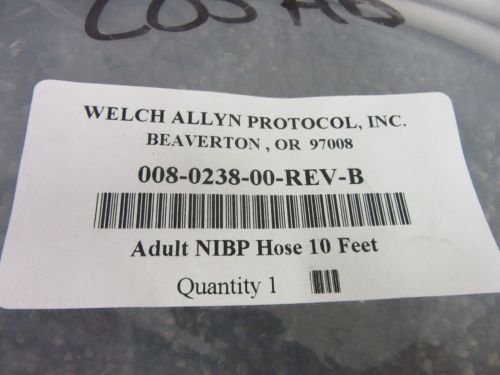 WELCH ALLYN PROTOCOL, INC.
BEAVERTON , OR 97008
008-0238-00-REV-B
Adult NIBP Hose 10 Feet
Quantity 1